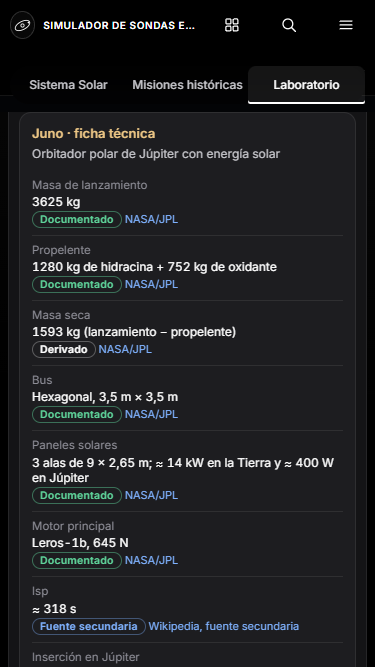 SIMULADOR DE SONDAS E...
Sistema Solar Misiones históricas Laboratorio
Juno · ficha técnica
Orbitador polar de Júpiter con energía solar
Masa de lanzamiento
3625 kg
Documentado NASA/JPL
Propelente
1280 kg de hidracina + 752 kg de oxidante
Documentado NASA/JPL
Masa seca
1593 kg (lanzamiento − propelente)
Derivado NASA/JPL
Bus
Hexagonal, 3,5 m × 3,5 m
Documentado NASA/JPL
Paneles solares
3 alas de 9 × 2,65 m; ≈ 14 kW en la Tierra y ≈ 400 W
en Júpiter
Documentado NASA/JPL
Motor principal
Leros-1b, 645 N
Documentado NASA/JPL
Isp
≈ 318 s
Fuente secundaria Wikipedia, fuente secundaria
Inserción en Júpiter